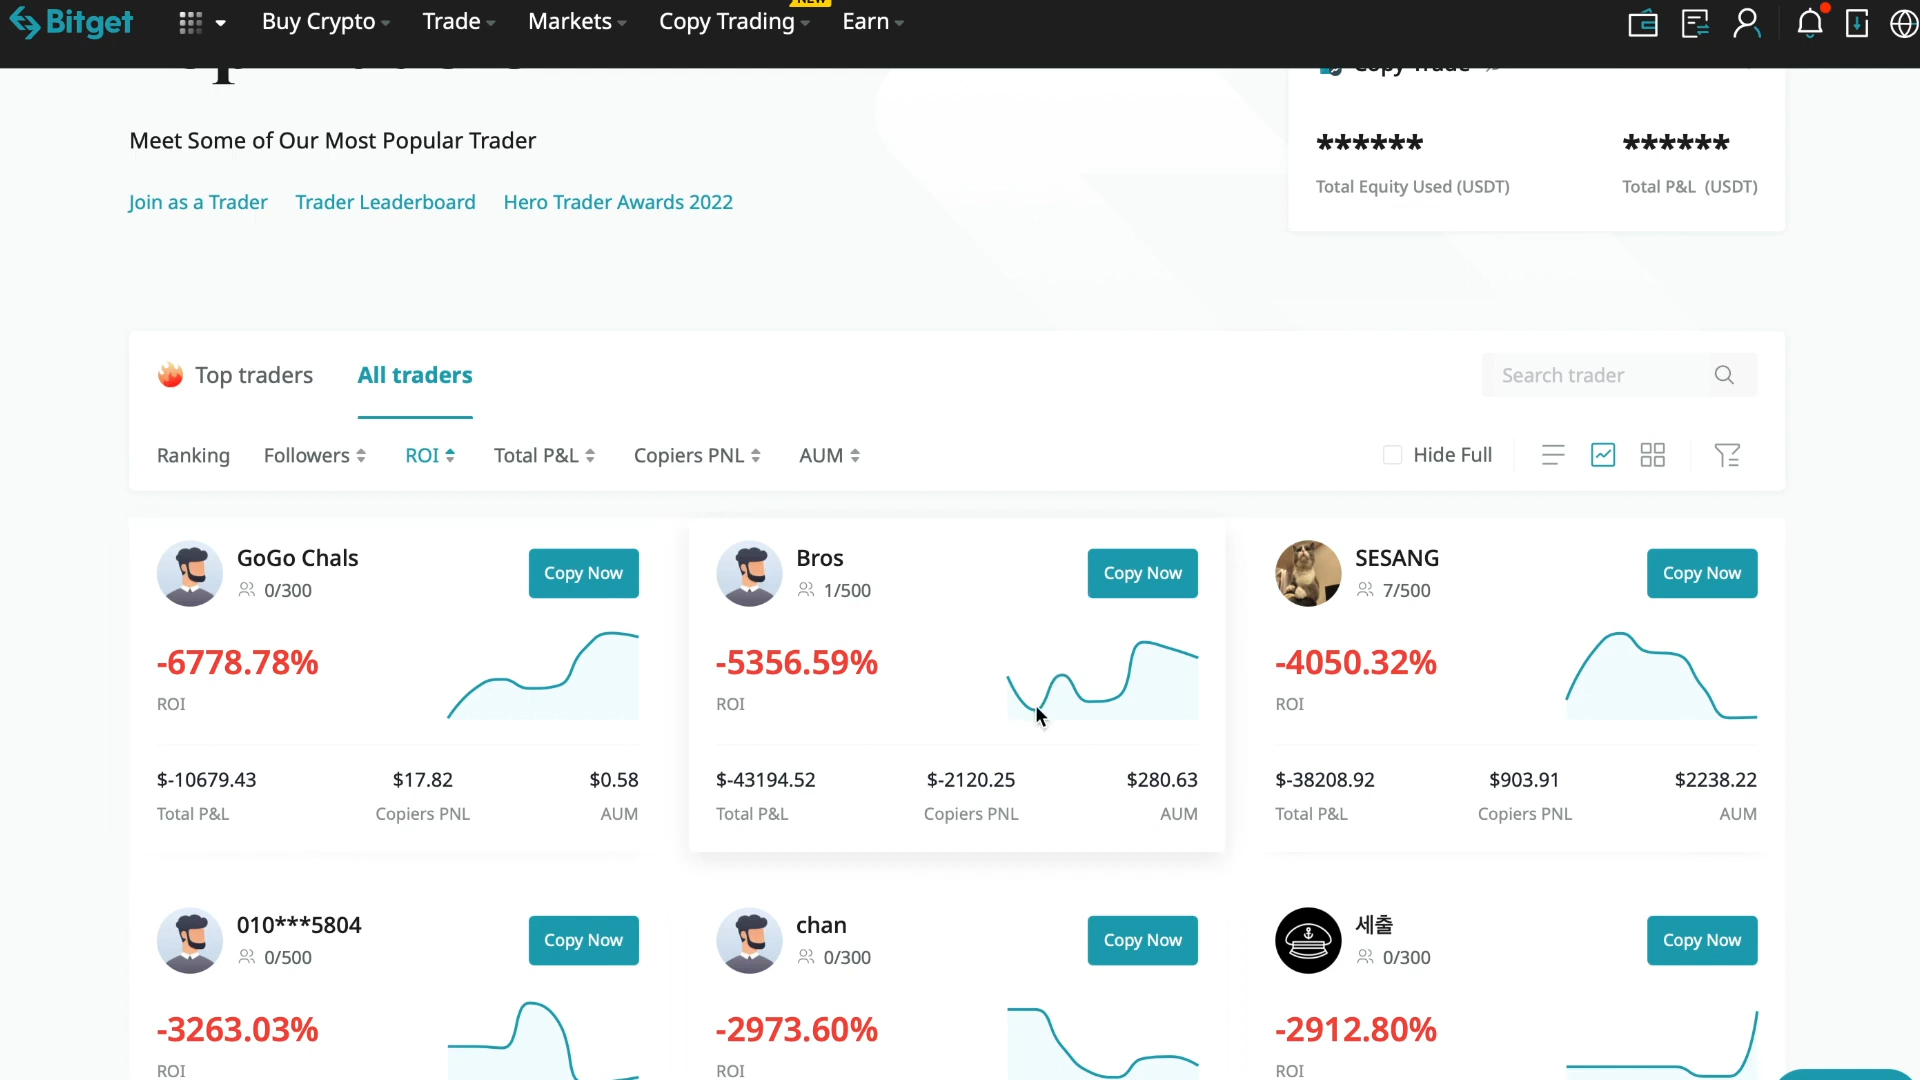 Bitget
Buy Crypto
Trade
Markets
Copy Trading
NEW
Earn
Copy Trade
Meet Some of Our Most Popular Trader
****** ******
Total Equity Used (USDT) Total P&L (USDT)
Join as a Trader Trader Leaderboard Hero Trader Awards 2022
Top traders All traders
Search trader
Ranking Followers ROI Total P&L Copiers PNL AUM
Hide Full
GoGo Chals
0/300
Copy Now
-6778.78%
ROI
$-10679.43 $17.82 $0.58
Total P&L Copiers PNL AUM
Bros
1/500
Copy Now
-5356.59%
ROI
$-43194.52 $-2120.25 $280.63
Total P&L Copiers PNL AUM
SESANG
7/500
Copy Now
-4050.32%
ROI
$-38208.92 $903.91 $2238.22
Total P&L Copiers PNL AUM
010***5804
0/500
Copy Now
-3263.03%
ROI
chan
0/300
Copy Now
-2973.60%
ROI
세출
0/300
Copy Now
-2912.80%
ROI